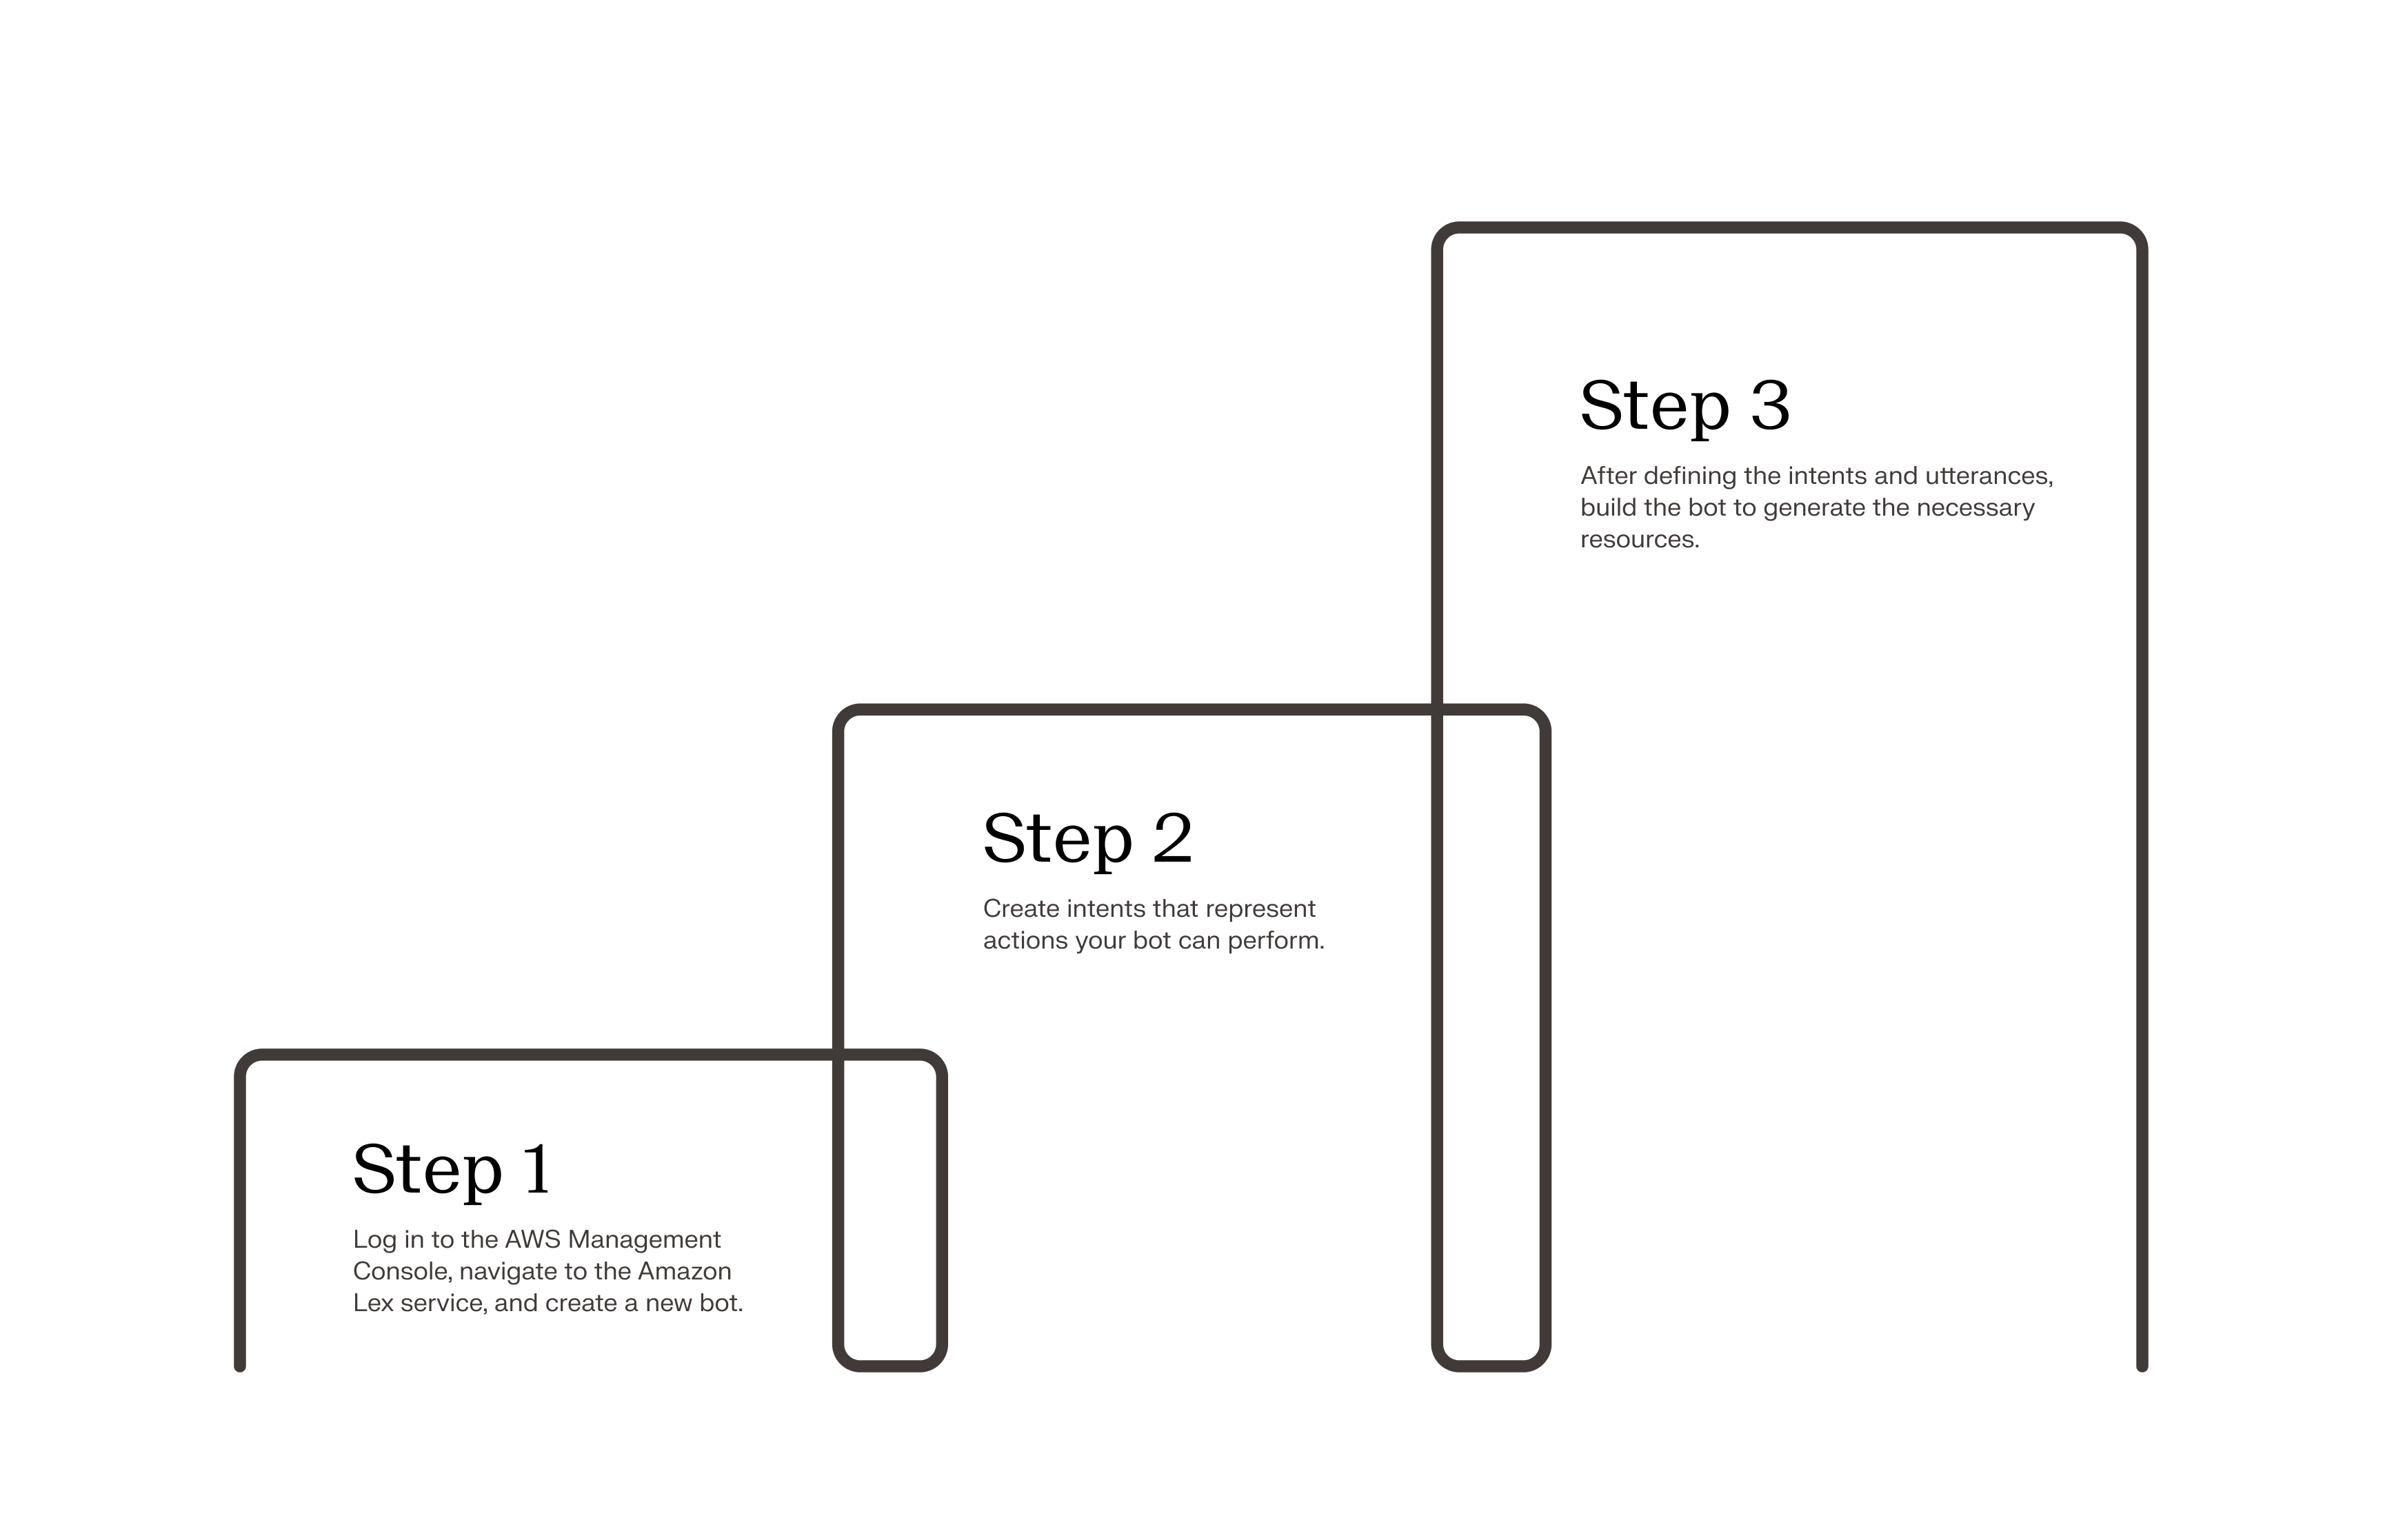 Step 1
Log in to the AWS Management
Console, navigate to the Amazon
Lex service, and create a new bot.
Step 2
Create intents that represent
actions your bot can perform.
Step 3
After defining the intents and utterances,
build the bot to generate the necessary
resources.